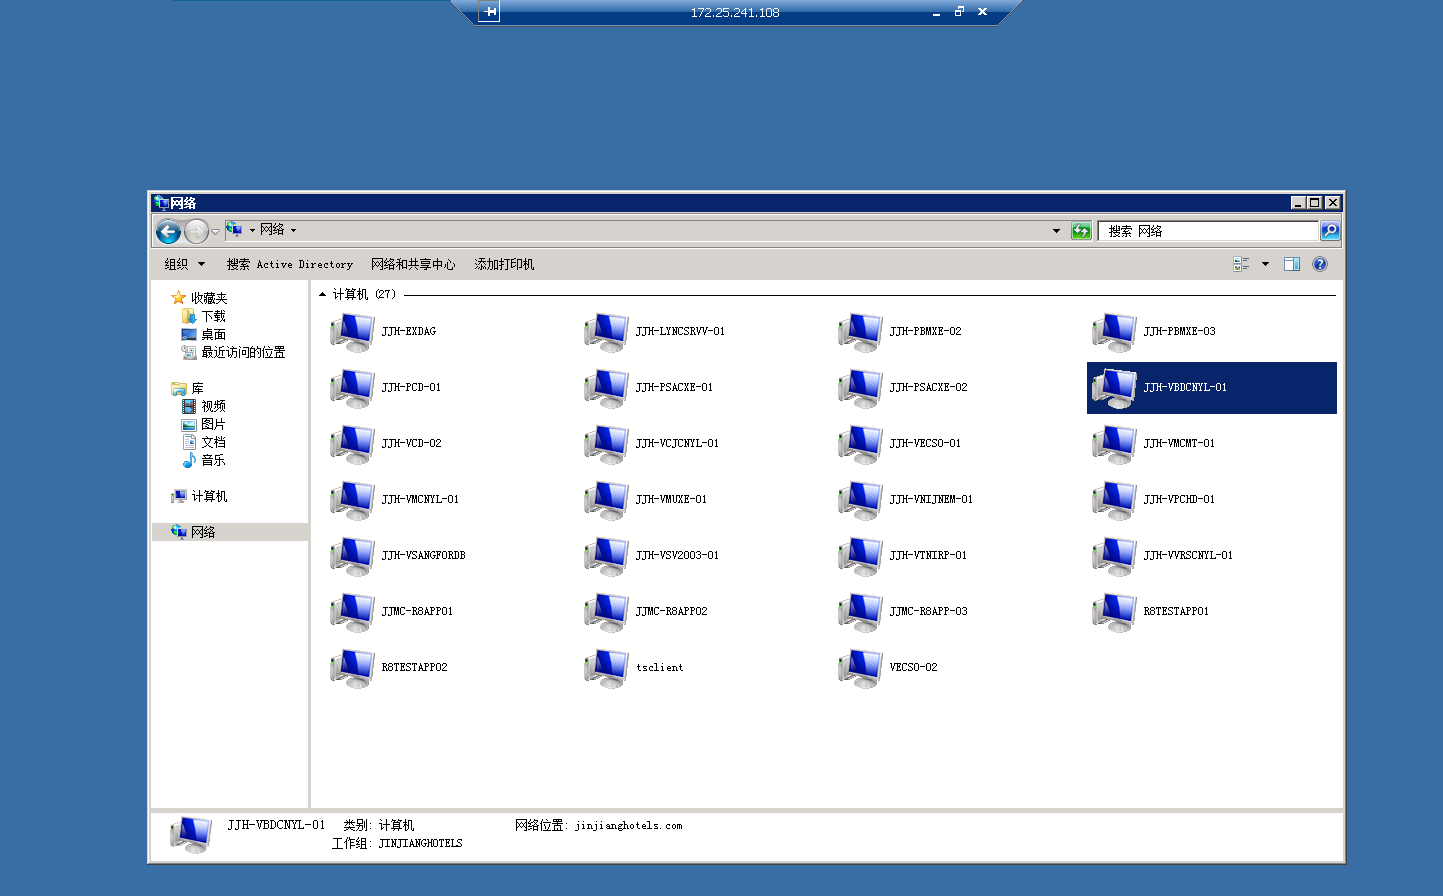 172.25.241.108
网络
网络
搜索 网络
组织 搜索 Active Directory 网络和共享中心 添加打印机
收藏夹
下载
桌面
最近访问的位置
库
视频
图片
文档
音乐
计算机
网络
计算机 (27)
JJH-EXDAG JJH-LYNCSRVV-01 JJH-PBMXE-02 JJH-PBMXE-03
JJH-PCD-01 JJH-PSACXE-01 JJH-PSACXE-02 JJH-VBDCNYL-01
JJH-VCD-02 JJH-VCJCNYL-01 JJH-VECSO-01 JJH-VMCMT-01
JJH-VMCNYL-01 JJH-VMUXE-01 JJH-VNIJNEM-01 JJH-VPCHD-01
JJH-VSANGFORDB JJH-VSV2003-01 JJH-VTNIRP-01 JJH-VVRSCNYL-01
JJMC-R8APP01 JJMC-R8APP02 JJMC-R8APP-03 R8TESTAPP01
R8TESTAPP02 tsclient VECSO-02
JJH-VBDCNYL-01 类别: 计算机 网络位置: jinjianghotels.com
工作组: JINJIANGHOTELS